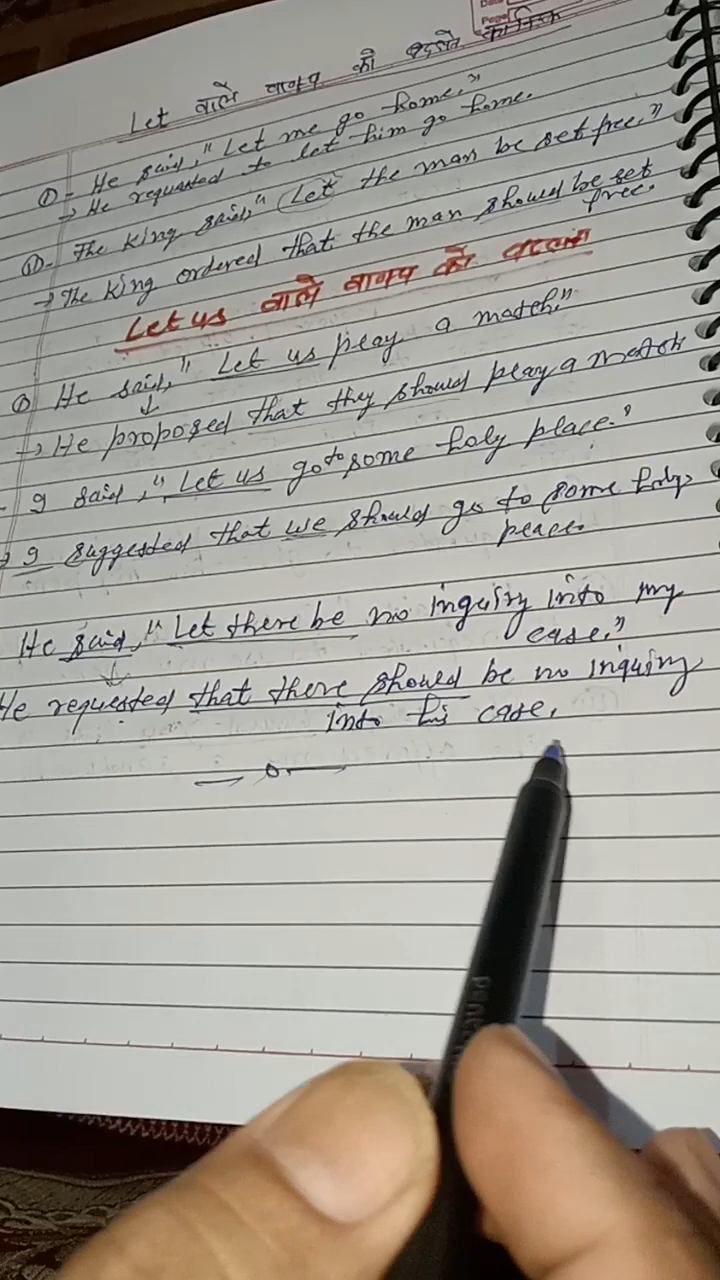 Page
Let वाले वाक्य को बदलने
① - He said, "Let me go home."
→ He requested to let him go home.
②- The King said, "Let the man be set free."
→ The King ordered that the man should be set
free.
Let us वाले वाक्य को बदलना
① He said, "Let us play a match."
→ He proposed that they should play a match
- I said, "Let us go to some holy place."
→ I suggested that we should go to some holy
peace.
He said, "Let there be no inquiry into my
case."
He requested that there should be no inquiry
into his case.